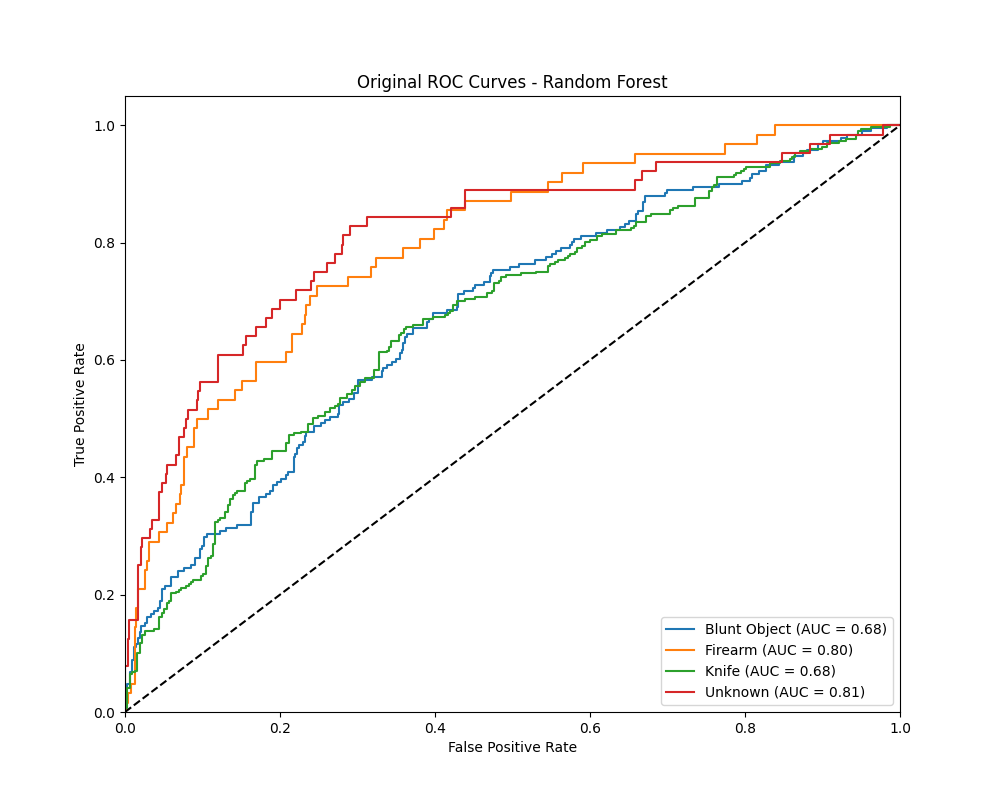 Original ROC Curves - Random Forest
True Positive Rate
1.0
0.8
0.6
0.4
0.2
0.0
0.0 0.2 0.4 0.6 0.8 1.0
False Positive Rate
Blunt Object (AUC = 0.68)
Firearm (AUC = 0.80)
Knife (AUC = 0.68)
Unknown (AUC = 0.81)